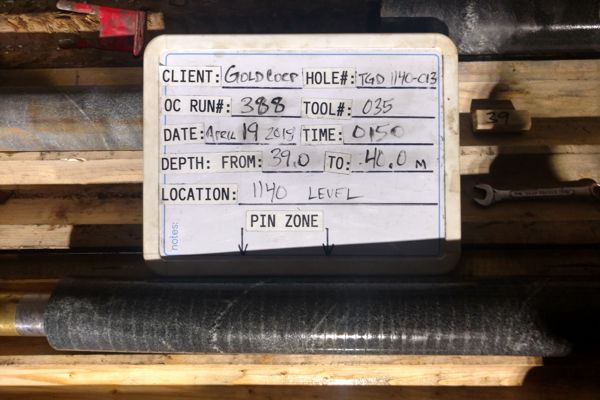 CLIENT: GOLDCORP HOLE#: TGD 1140-013
OC RUN#: 388 TOOL#: 035
DATE: APRIL 19 2015 TIME: 0150
DEPTH: FROM: 39.0 TO: 40.0 M
LOCATION: 1140 LEVEL
PIN ZONE
notes:
39